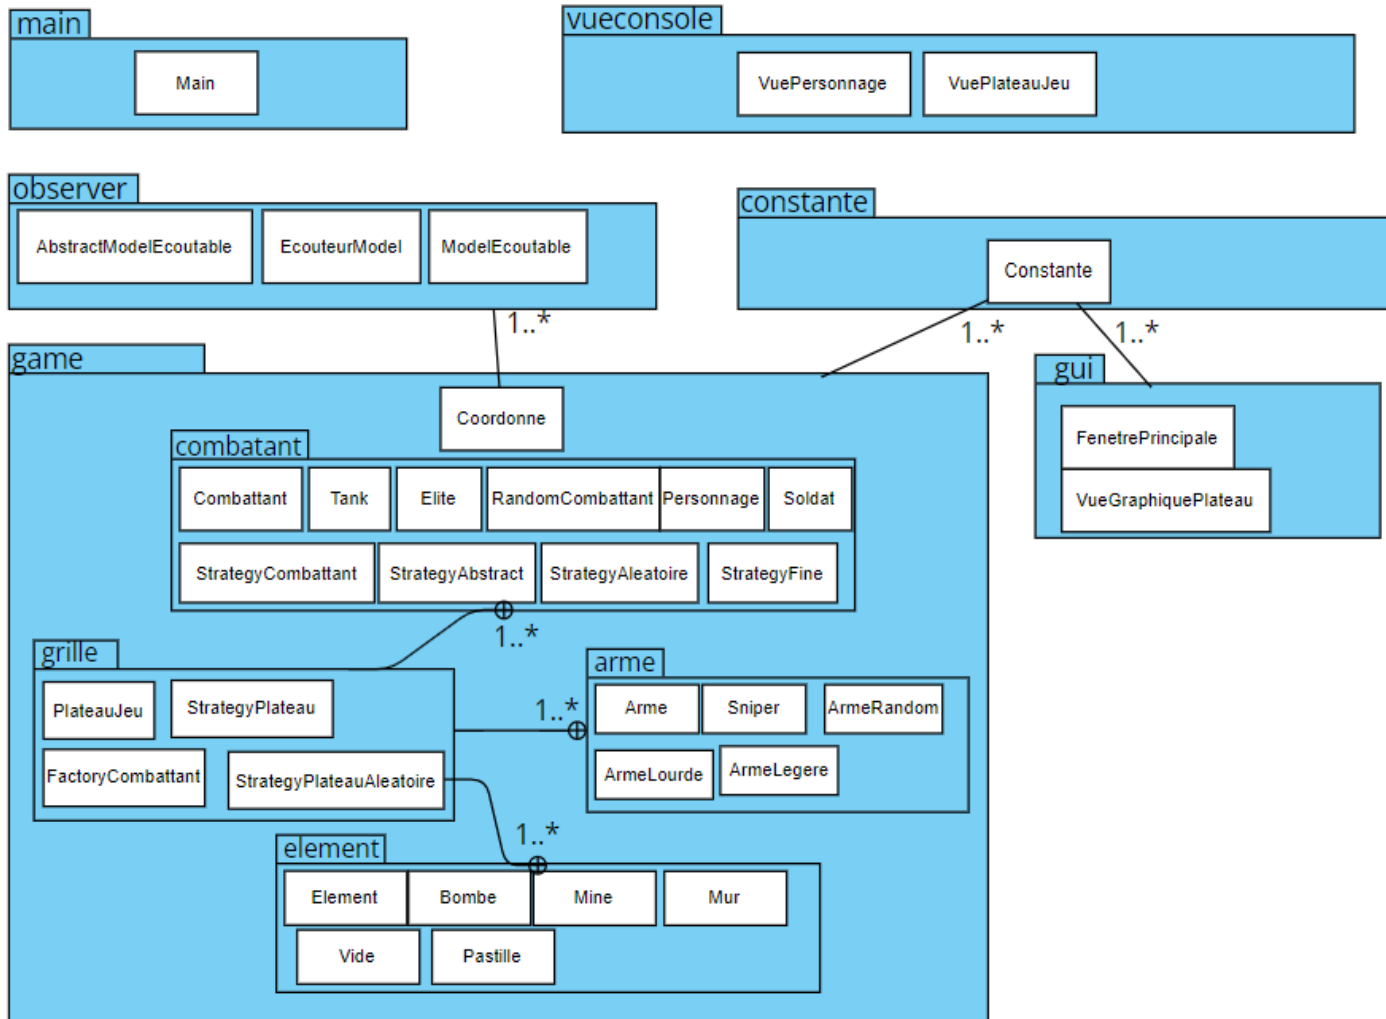 main
Main
vueconsole
VuePersonnage
VuePlateauJeu
observer
AbstractModelEcoutable
EcouteurModel
ModelEcoutable
constante
Constante
1..*
1..*
1..*
game
Coordonne
gui
FenetrePrincipale
VueGraphiquePlateau
combatant
Combattant
Tank
Elite
RandomCombattant
Personnage
Soldat
StrategyCombattant
StrategyAbstract
StrategyAleatoire
StrategyFine
1..*
grille
PlateauJeu
StrategyPlateau
FactoryCombattant
StrategyPlateauAleatoire
1..*
arme
Arme
Sniper
ArmeRandom
ArmeLourde
ArmeLegere
1..*
element
Element
Bombe
Mine
Mur
Vide
Pastille